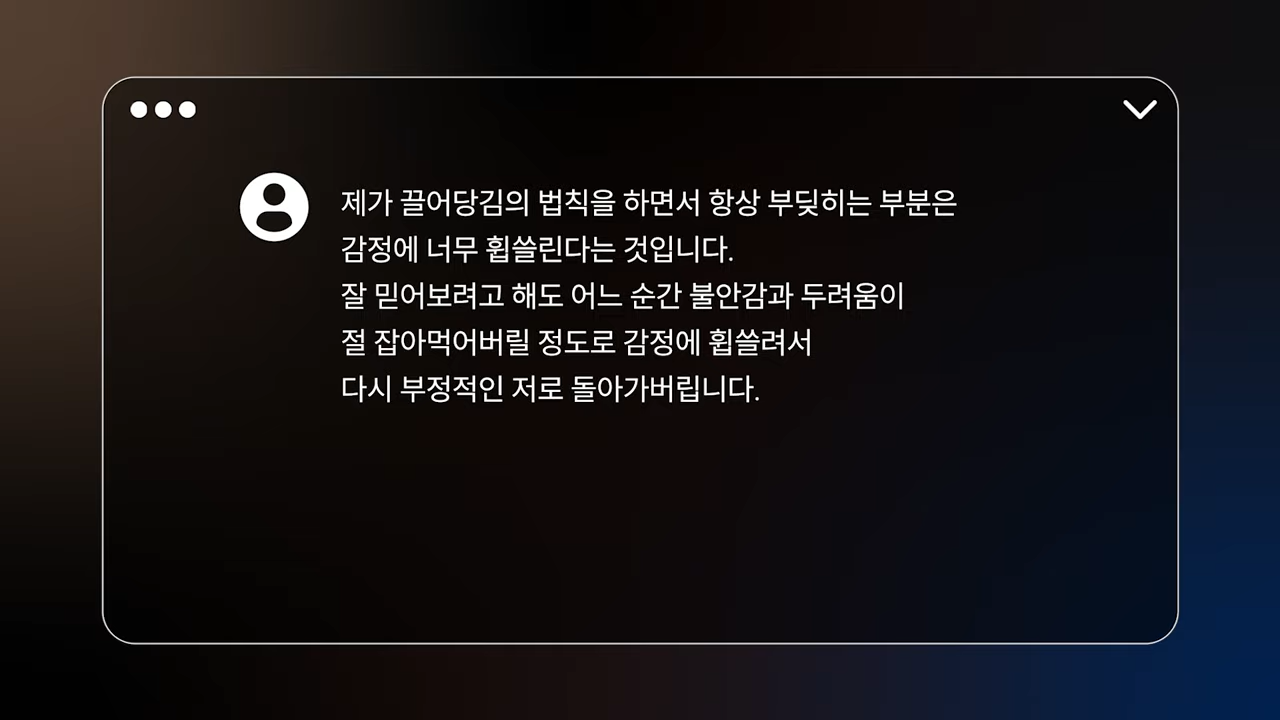 제가 끌어당김의 법칙을 하면서 항상 부딪히는 부분은
감정에 너무 휩쓸린다는 것입니다.
잘 믿어보려고 해도 어느 순간 불안감과 두려움이
절 잡아먹어버릴 정도로 감정에 휩쓸려서
다시 부정적인 저로 돌아가버립니다.